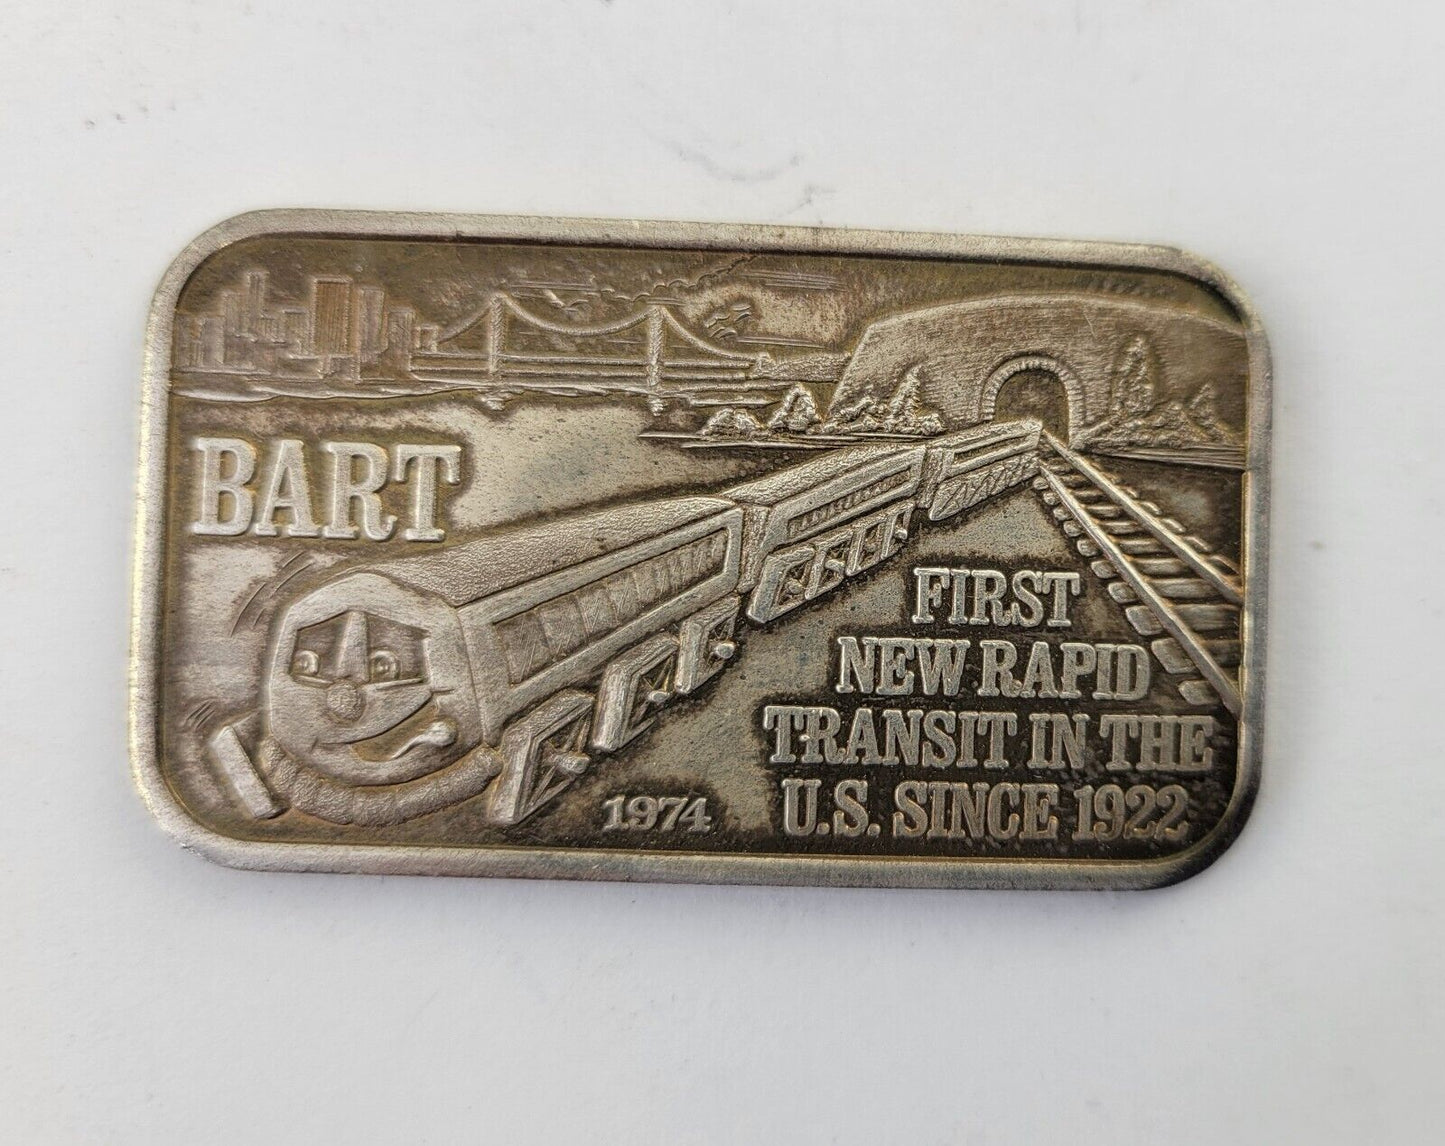 BART
FIRST
NEW RAPID
TRANSIT IN THE
U.S. SINCE 1922
1974